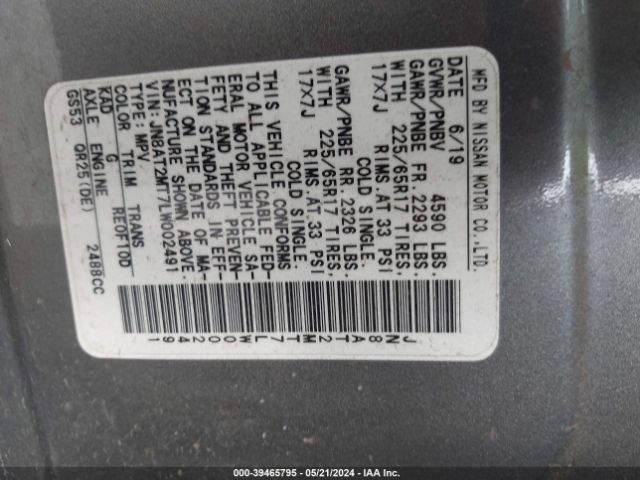 MFD BY NISSAN MOTOR CO.,LTD.
DATE 6/19
GVWR/PNBV 4590 LBS.
GAWR/PNBE FR. 2293 LBS.
WITH 225/65R17 TIRES,
17X7J RIMS.AT 33 PSI
COLD SINGLE.
GAWR/PNBE RR. 2326 LBS.
WITH 225/65R17 TIRES,
17X7J RIMS.AT 33 PSI
COLD SINGLE.
THIS VEHICLE CONFORMS
TO ALL APPLICABLE FED-
ERAL MOTOR VEHICLE SA-
FETY AND THEFT PREVEN-
TION STANDARDS IN EFF-
ECT ON THE DATE OF MA-
NUFACTURE SHOWN ABOVE.
VIN:JN8AT2MT7LW002491
TYPE: MPV
COLOR TRIM TRANS
KAD G RE0F10D
AXLE ENGINE
GS53 QR25(DE) 2488CC
JN8AT2MT7LW002491
© 39465795 - 05/21/2024 - IAA Inc.